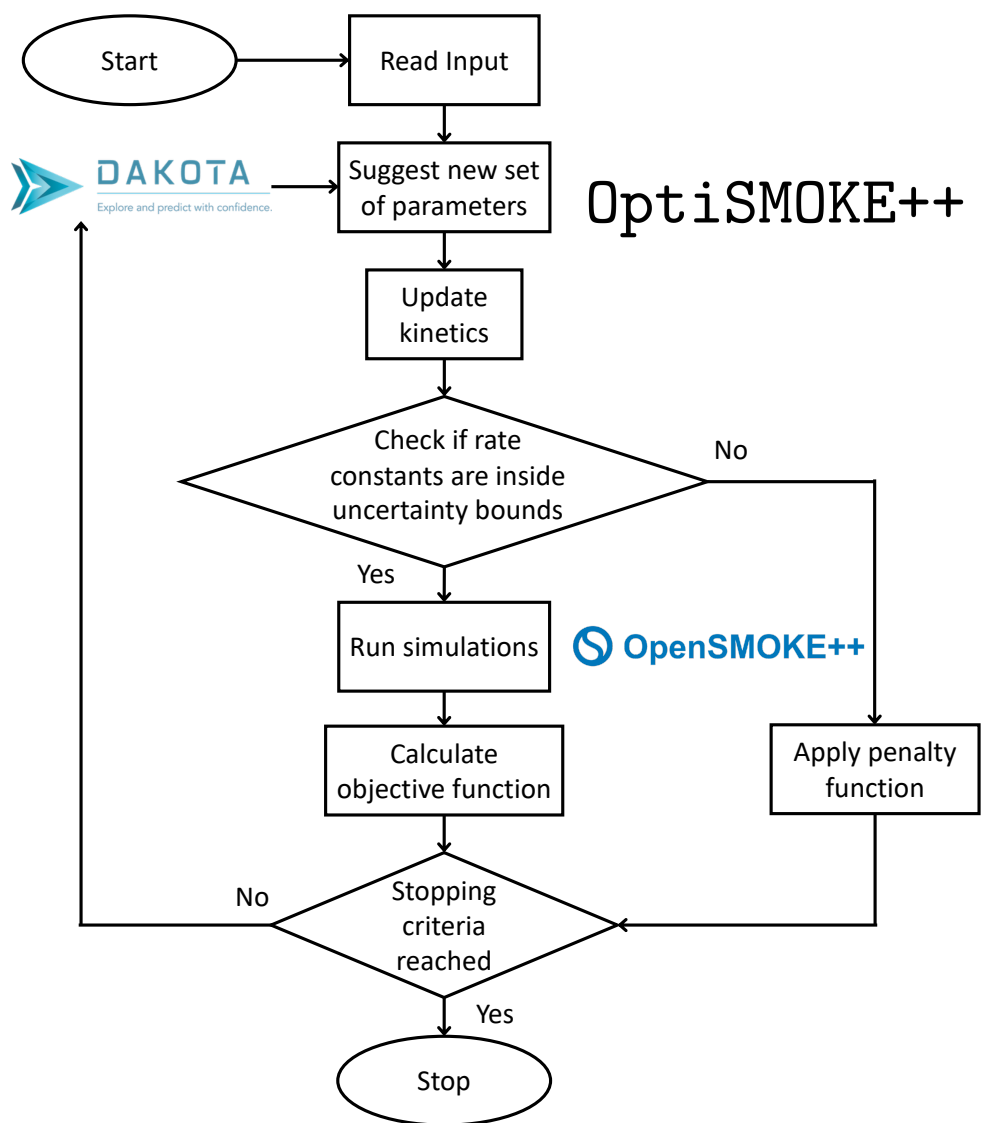 Start
Read Input
DAKOTA
Explore and predict with confidence.
Suggest new set
of parameters
OptiSMOKE++
Update
kinetics
Check if rate
constants are inside
uncertainty bounds
No
Yes
Run simulations
OpenSMOKE++
Calculate
objective function
Apply penalty
function
No
Stopping
criteria
reached
Yes
Stop